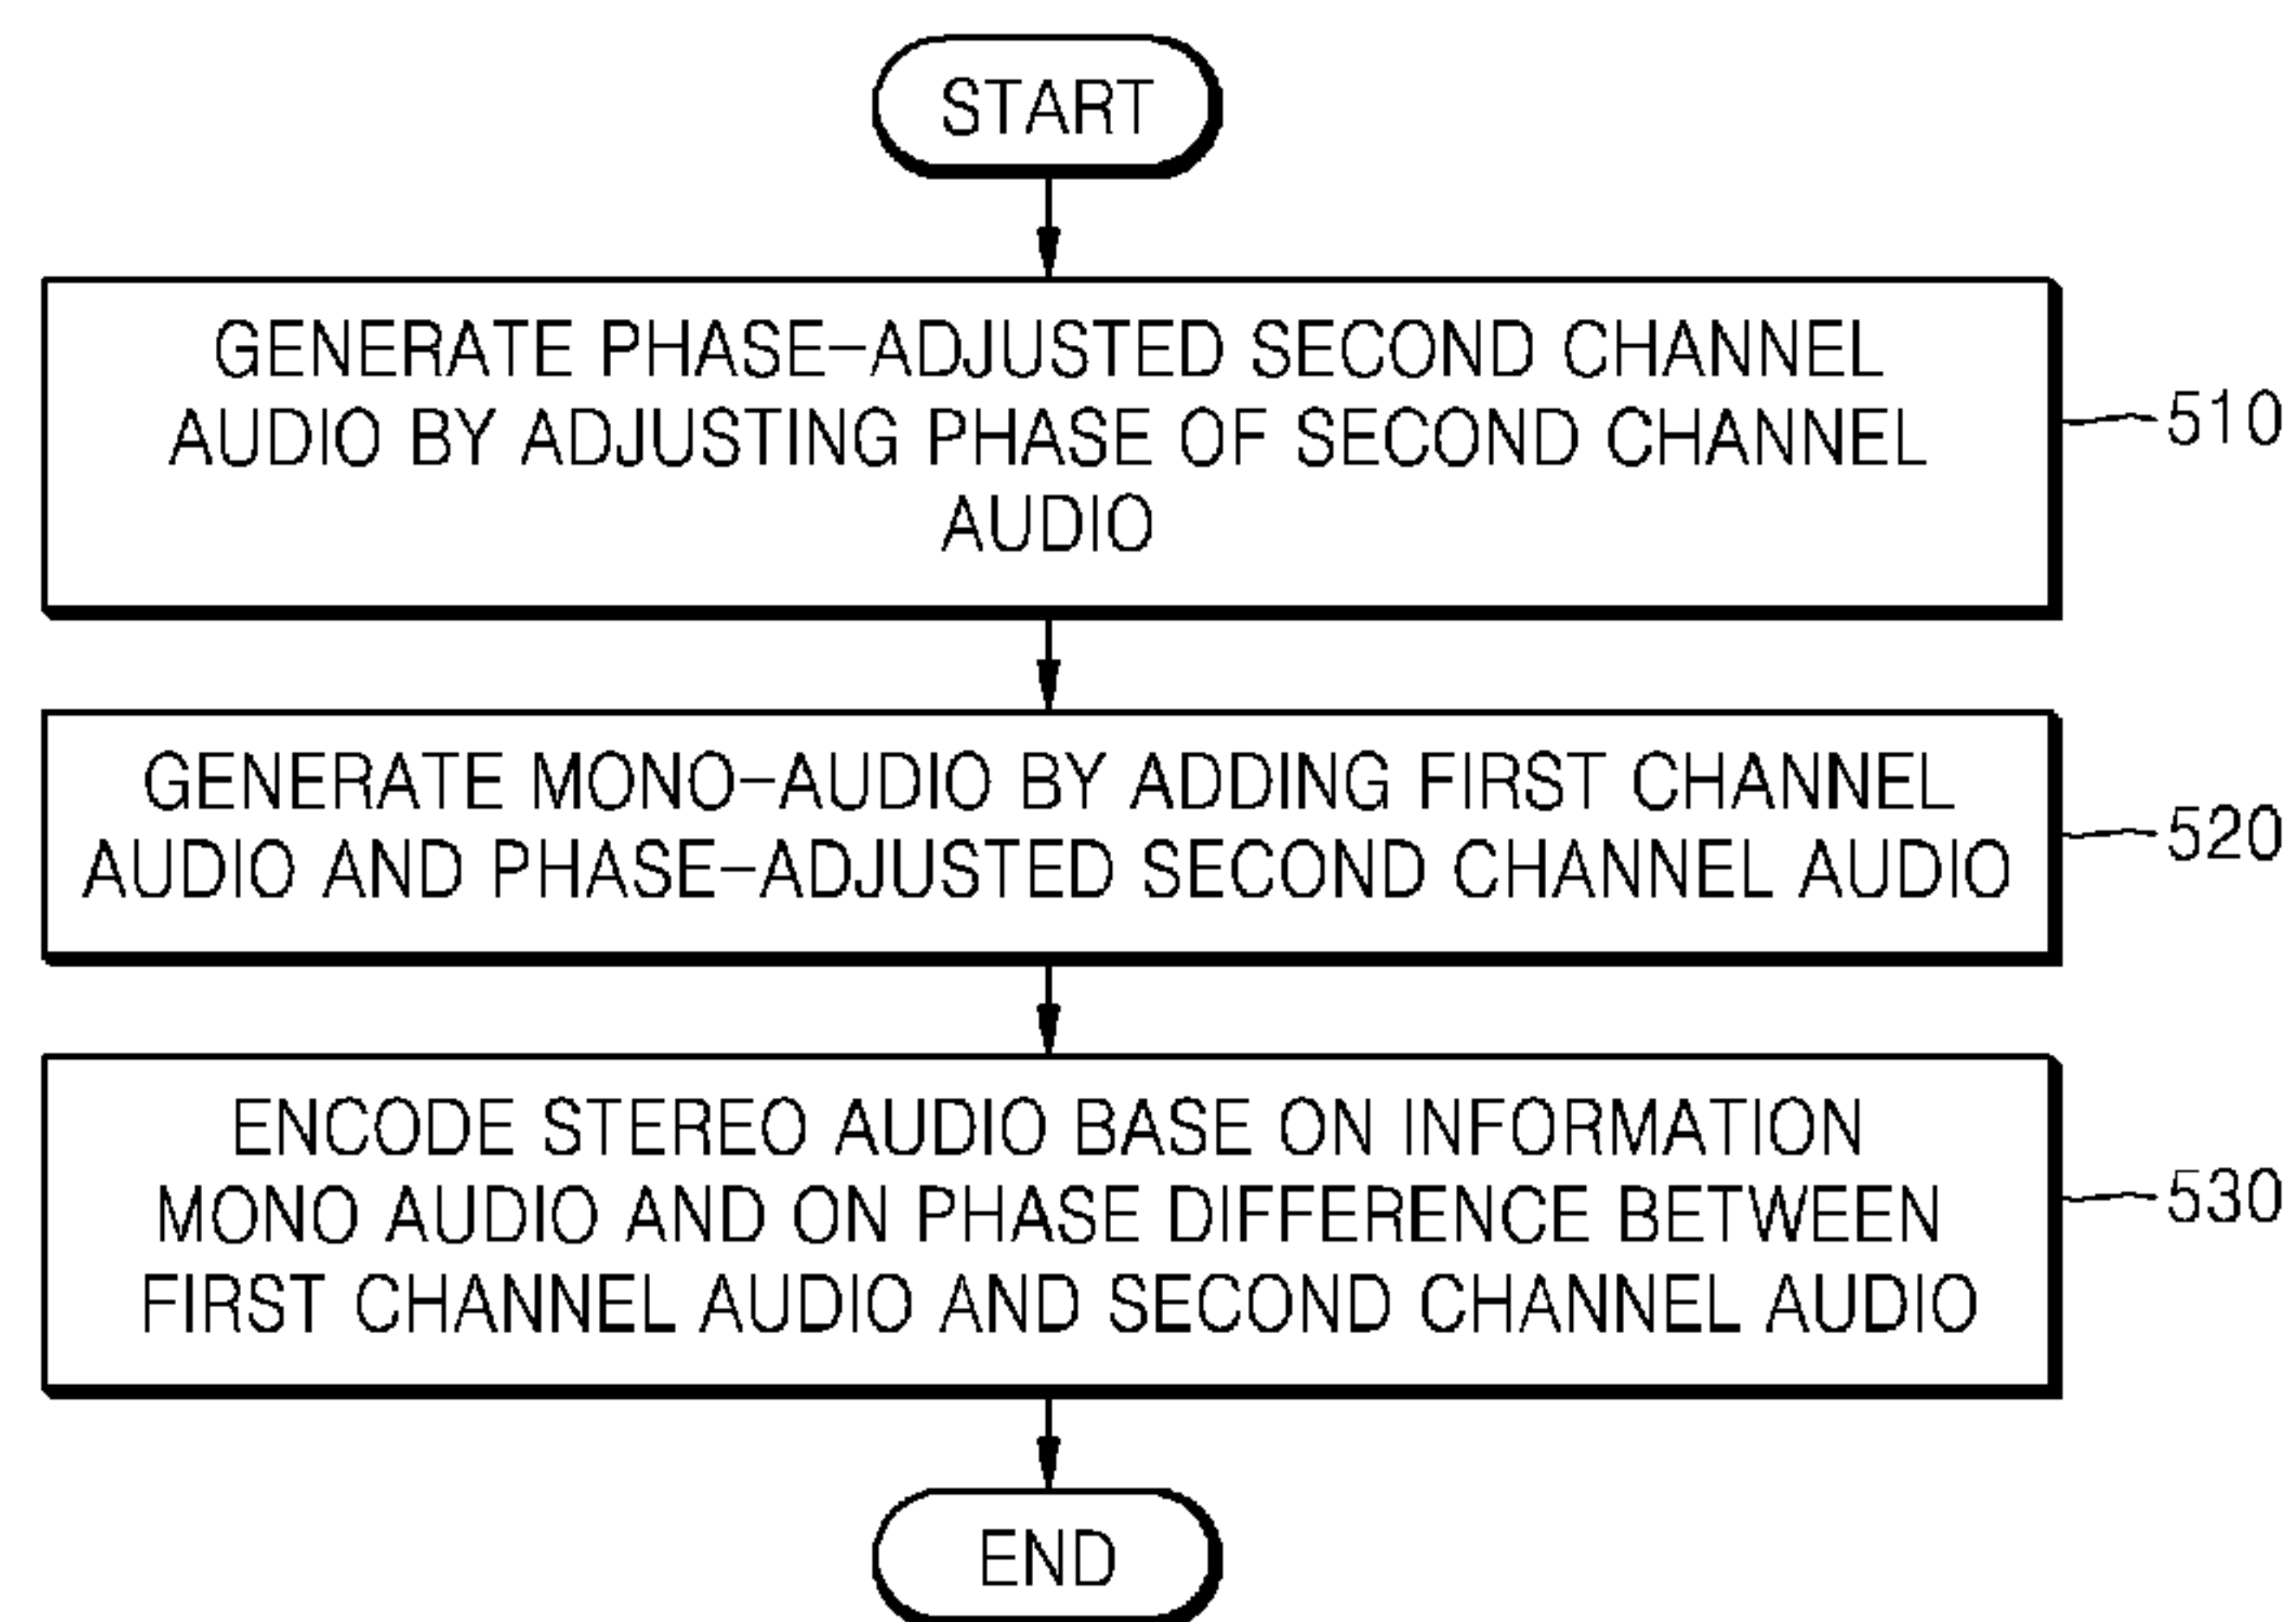 START
GENERATE PHASE-ADJUSTED SECOND CHANNEL
AUDIO BY ADJUSTING PHASE OF SECOND CHANNEL
AUDIO
510
GENERATE MONO-AUDIO BY ADDING FIRST CHANNEL
AUDIO AND PHASE-ADJUSTED SECOND CHANNEL AUDIO
520
ENCODE STEREO AUDIO BASE ON INFORMATION
MONO AUDIO AND ON PHASE DIFFERENCE BETWEEN
FIRST CHANNEL AUDIO AND SECOND CHANNEL AUDIO
530
END